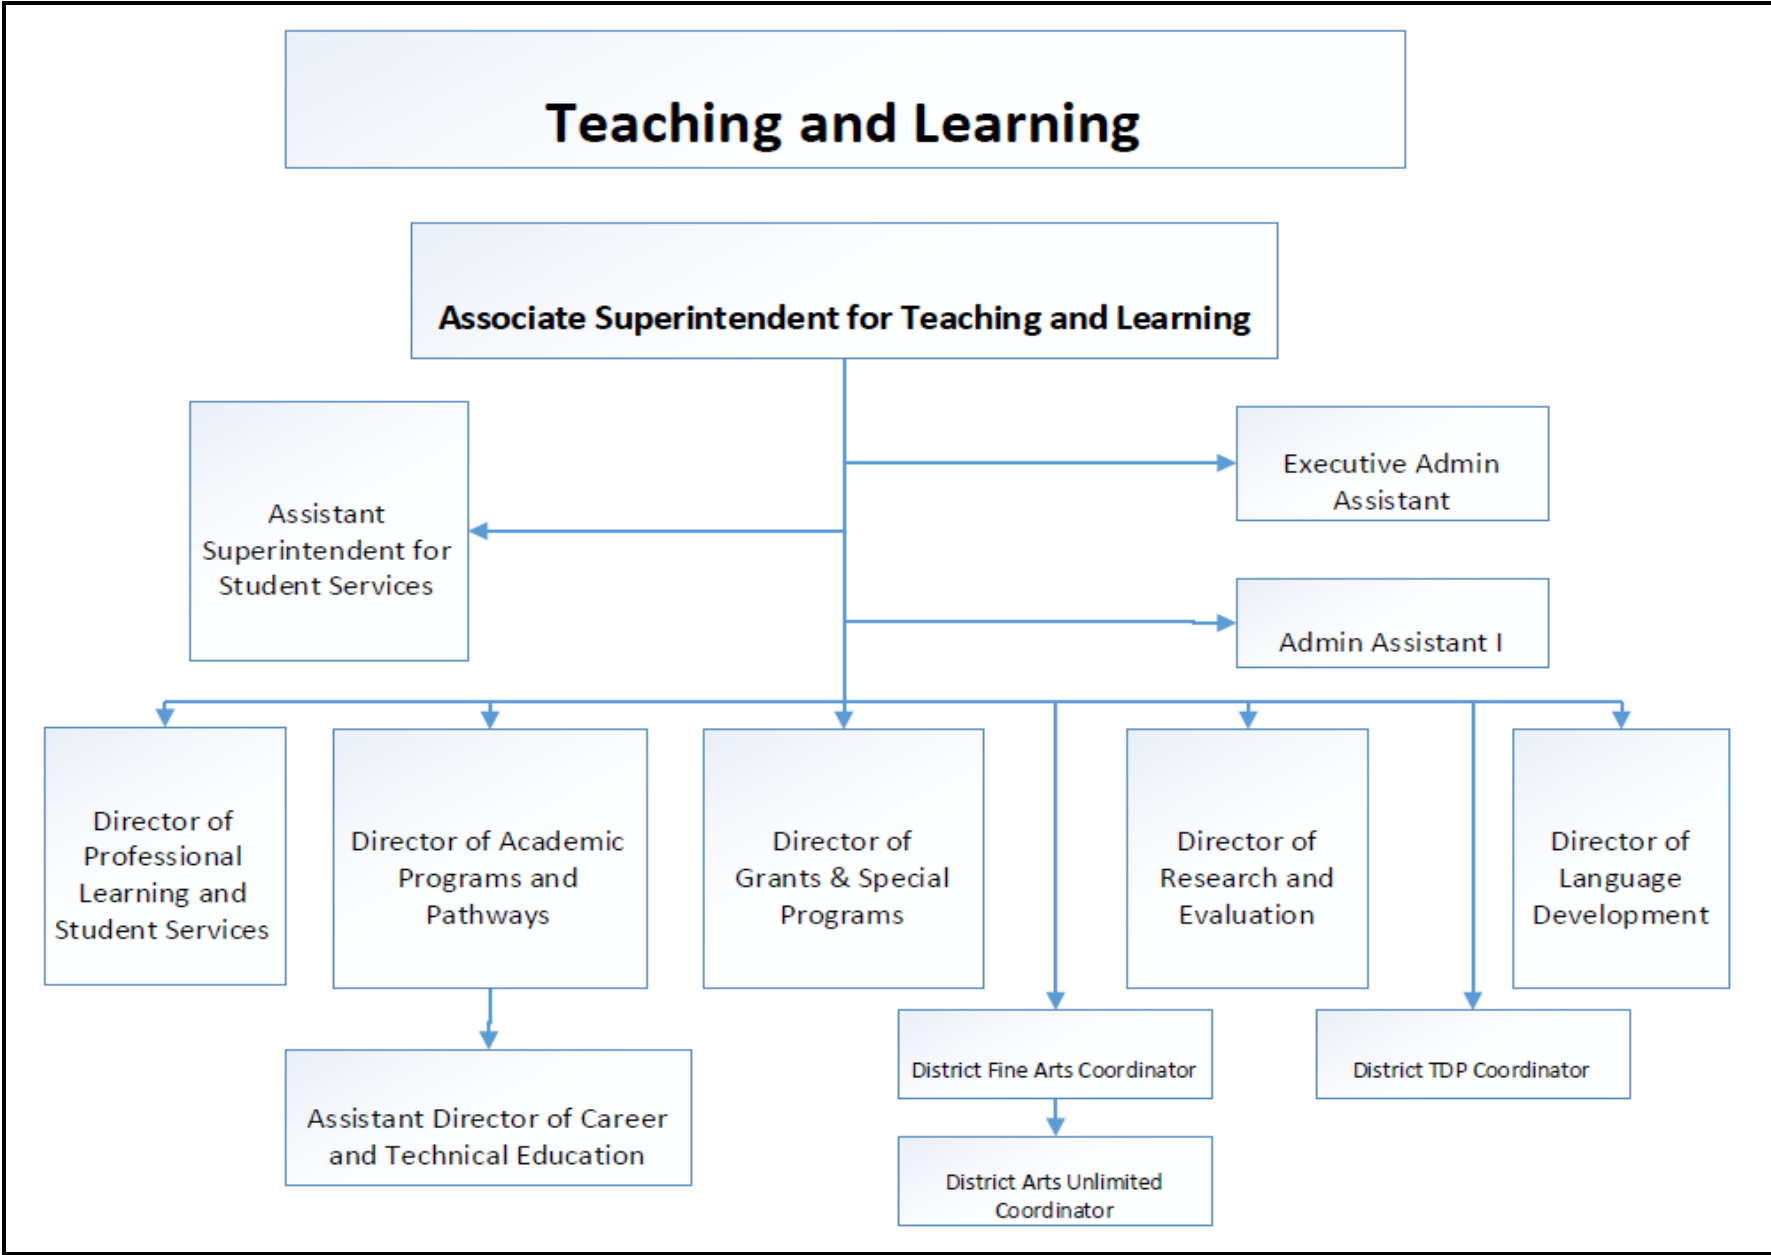 Teaching and Learning
Associate Superintendent for Teaching and Learning
Executive Admin
Assistant
Assistant
Superintendent for
Student Services
Admin Assistant I
Director of
Professional
Learning and
Student Services
Director of Academic
Programs and
Pathways
Director of
Grants & Special
Programs
Director of
Research and
Evaluation
Director of
Language
Development
District Fine Arts Coordinator
District TDP Coordinator
Assistant Director of Career
and Technical Education
District Arts Unlimited
Coordinator